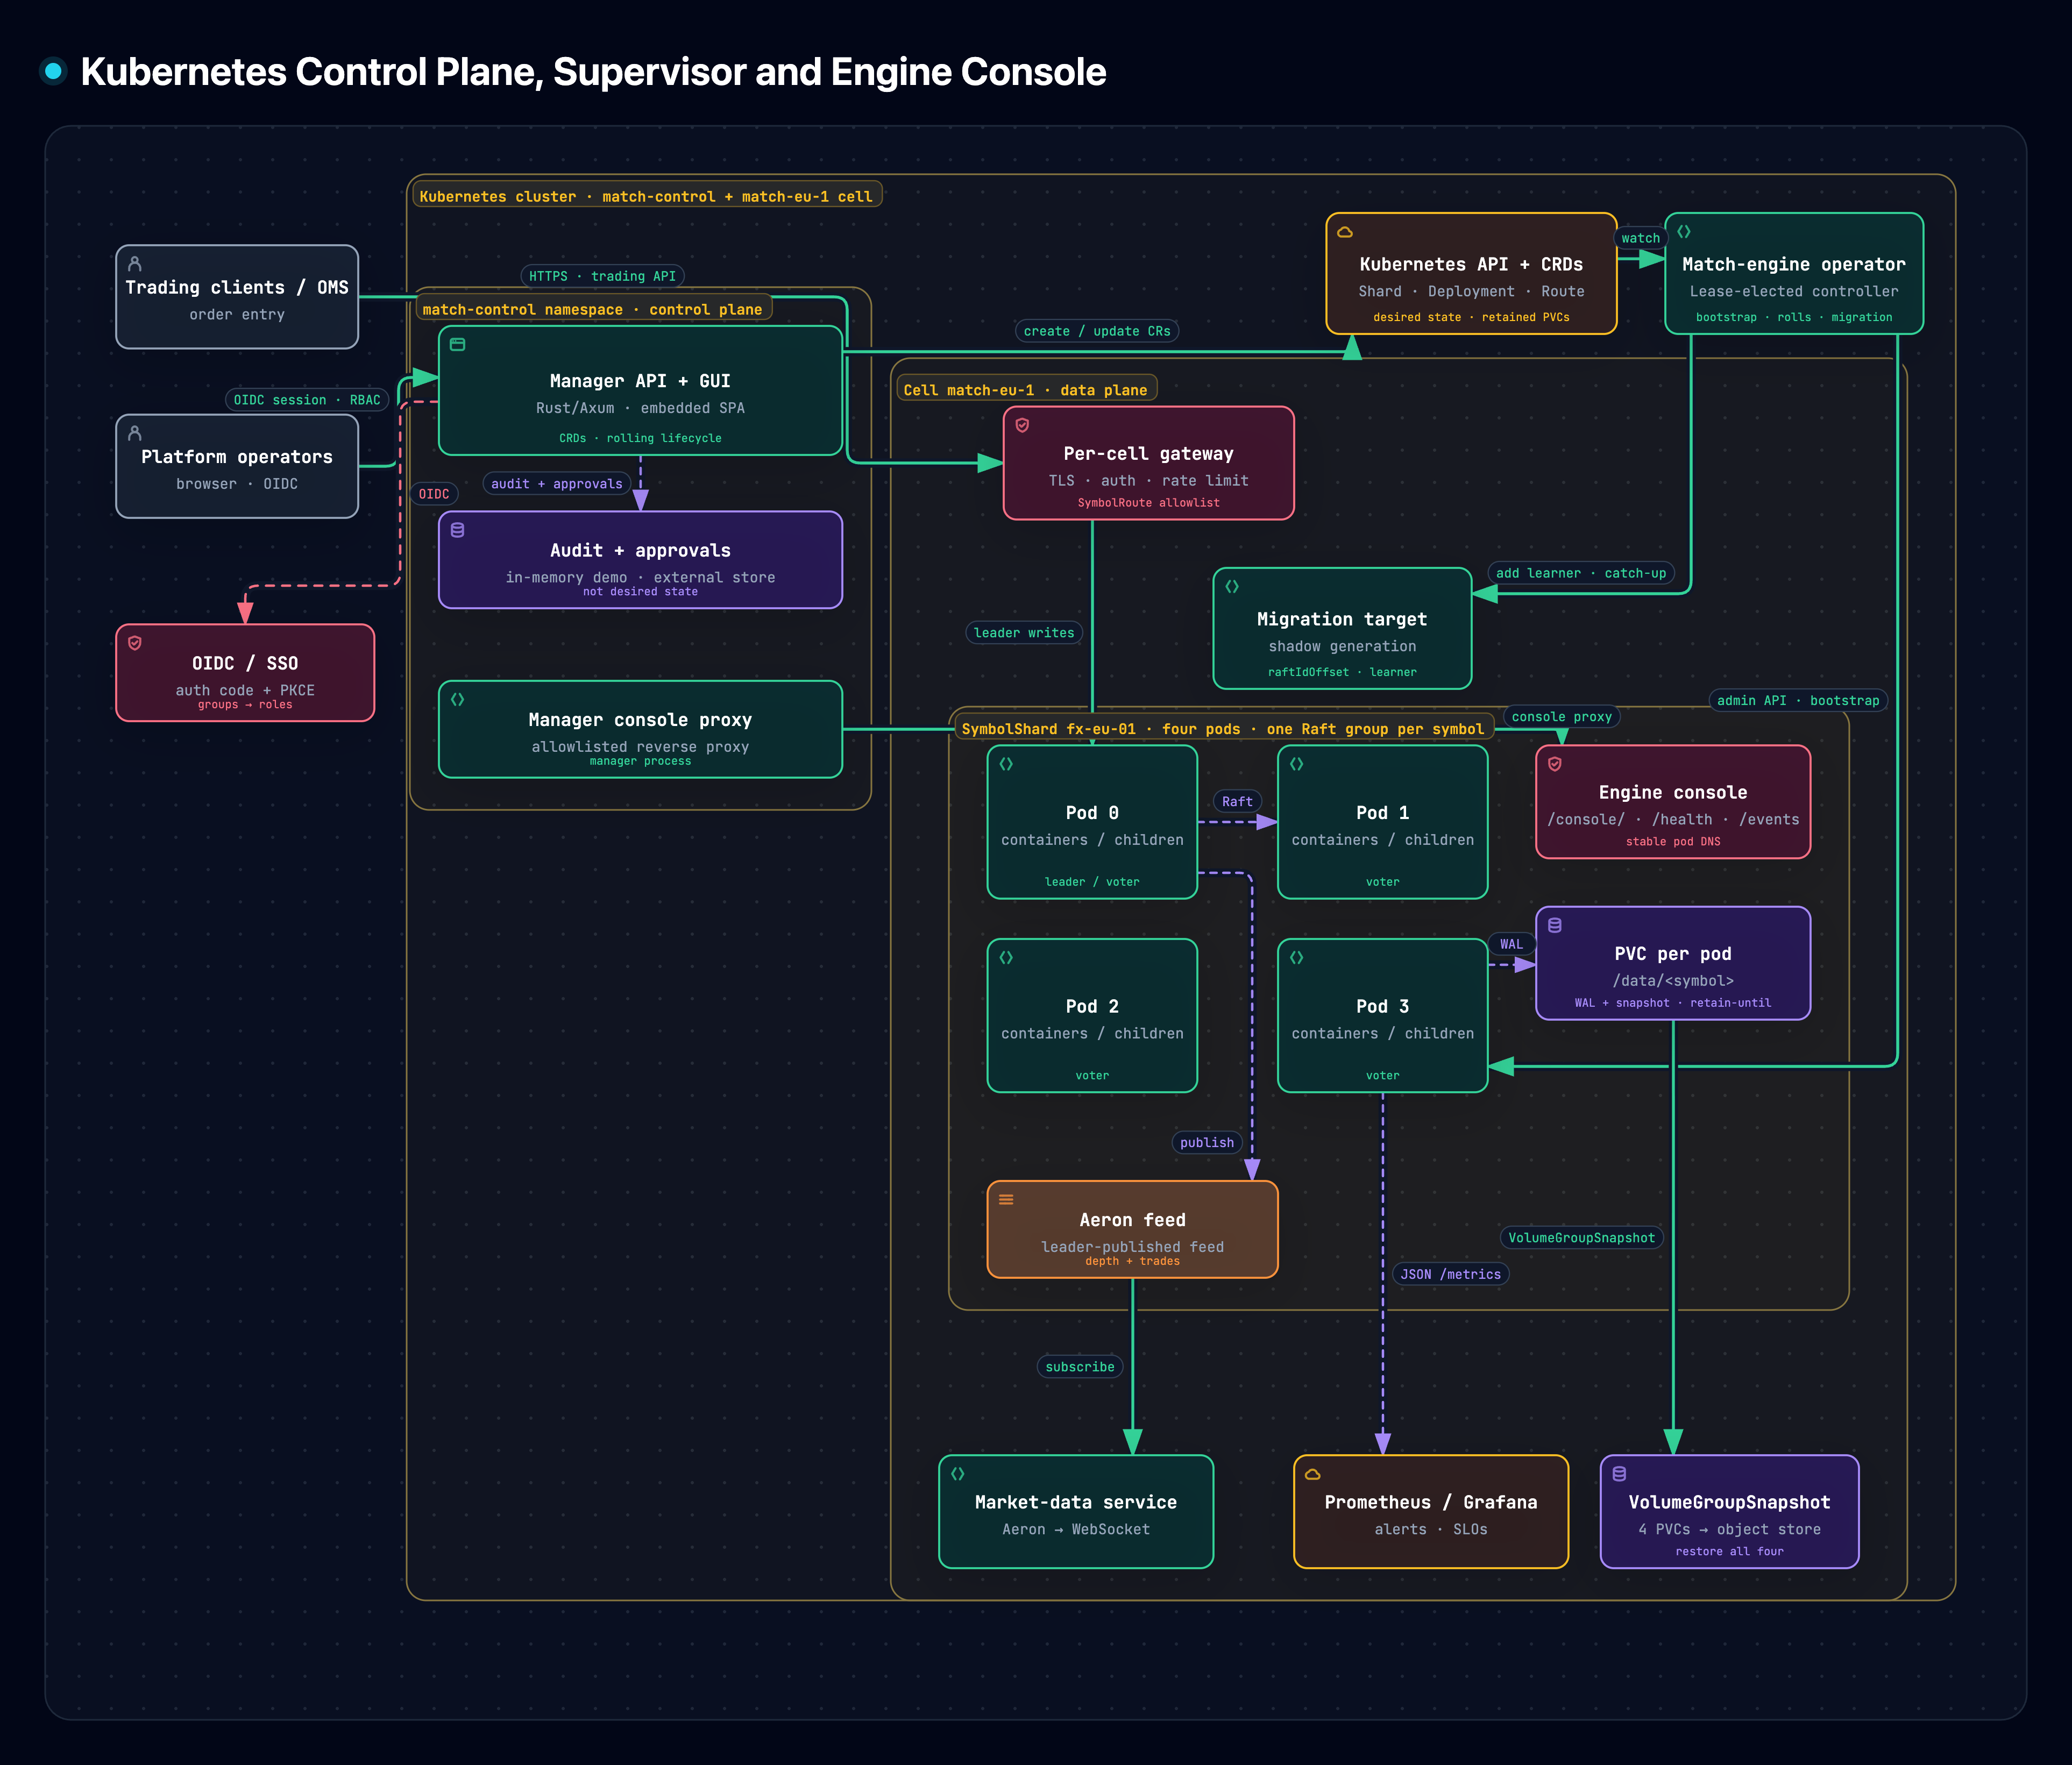 Kubernetes Control Plane, Supervisor and Engine Console
Kubernetes cluster · match-control + match-eu-1 cell
Trading clients / OMS
order entry
HTTPS · trading API
match-control namespace · control plane
Kubernetes API + CRDs
Shard · Deployment · Route
desired state · retained PVCs
watch
Match-engine operator
Lease-elected controller
bootstrap · rolls · migration
create / update CRs
Manager API + GUI
Rust/Axum · embedded SPA
CRDs · rolling lifecycle
OIDC session · RBAC
Platform operators
browser · OIDC
OIDC
audit + approvals
Audit + approvals
in-memory demo · external store
not desired state
OIDC / SSO
auth code + PKCE
groups → roles
Manager console proxy
allowlisted reverse proxy
manager process
Cell match-eu-1 · data plane
Per-cell gateway
TLS · auth · rate limit
SymbolRoute allowlist
add learner · catch-up
Migration target
shadow generation
raftIdOffset · learner
leader writes
admin API · bootstrap
SymbolShard fx-eu-01 · four pods · one Raft group per symbol
console proxy
Pod 0
containers / children
leader / voter
Raft
Pod 1
containers / children
voter
Engine console
/console/ · /health · /events
stable pod DNS
Pod 2
containers / children
voter
Pod 3
containers / children
voter
WAL
PVC per pod
/data/<symbol>
WAL + snapshot · retain-until
publish
Aeron feed
leader-published feed
depth + trades
VolumeGroupSnapshot
JSON /metrics
subscribe
Market-data service
Aeron → WebSocket
Prometheus / Grafana
alerts · SLOs
VolumeGroupSnapshot
4 PVCs → object store
restore all four